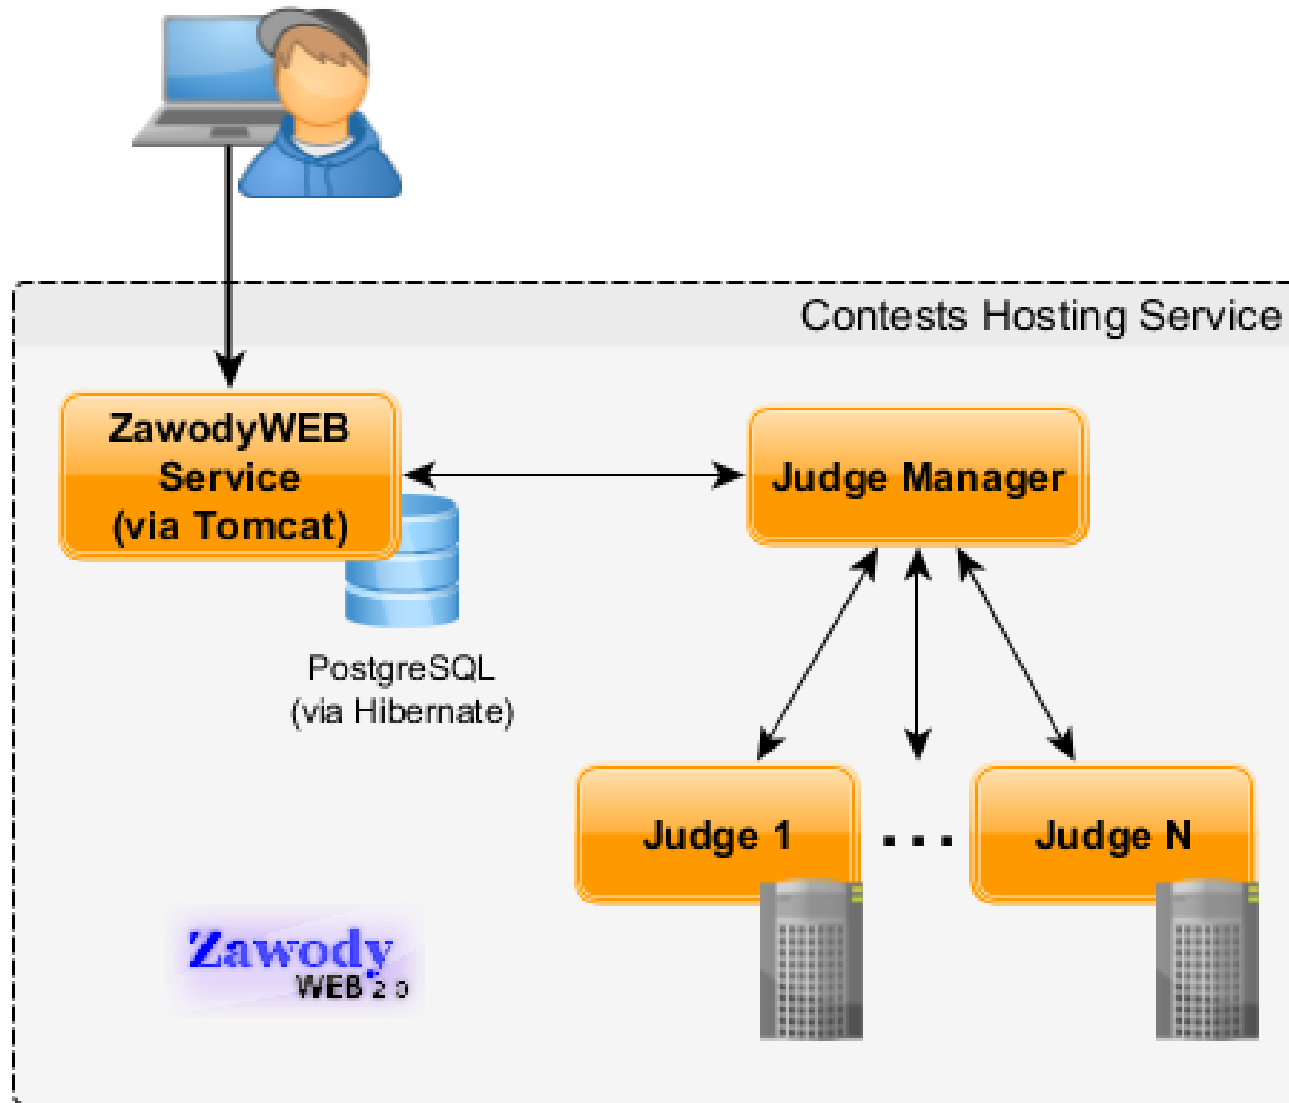 Contests Hosting Service
ZawodyWEB
Service
(via Tomcat)
Judge Manager
PostgreSQL
(via Hibernate)
Judge 1
...
Judge N
Zawody
WEB 2.0